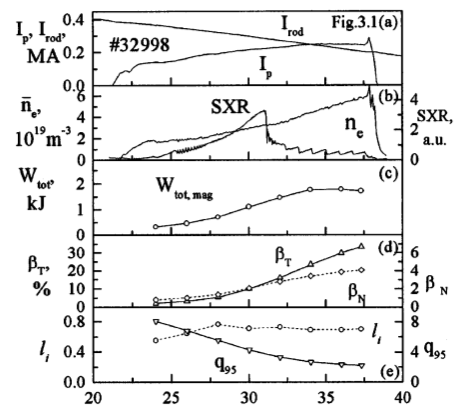 Fig.3.1(a)
I_p, I_rod,
MA
0.4
0.2
0.0
#32998
I_rod
I_p
(b)
n̄_e,
10^19 m^-3
5
0
SXR
n_e
4
2
0
SXR,
a.u.
(c)
W_tot,
kJ
2
1
0
W_tot, mag
(d)
β_T,
%
30
20
10
0
β_T
β_N
6
4
2
0
β_N
(e)
l_i
0.8
0.4
0.0
q_95
l_i
8
4
0
q_95
20 25 30 35 40